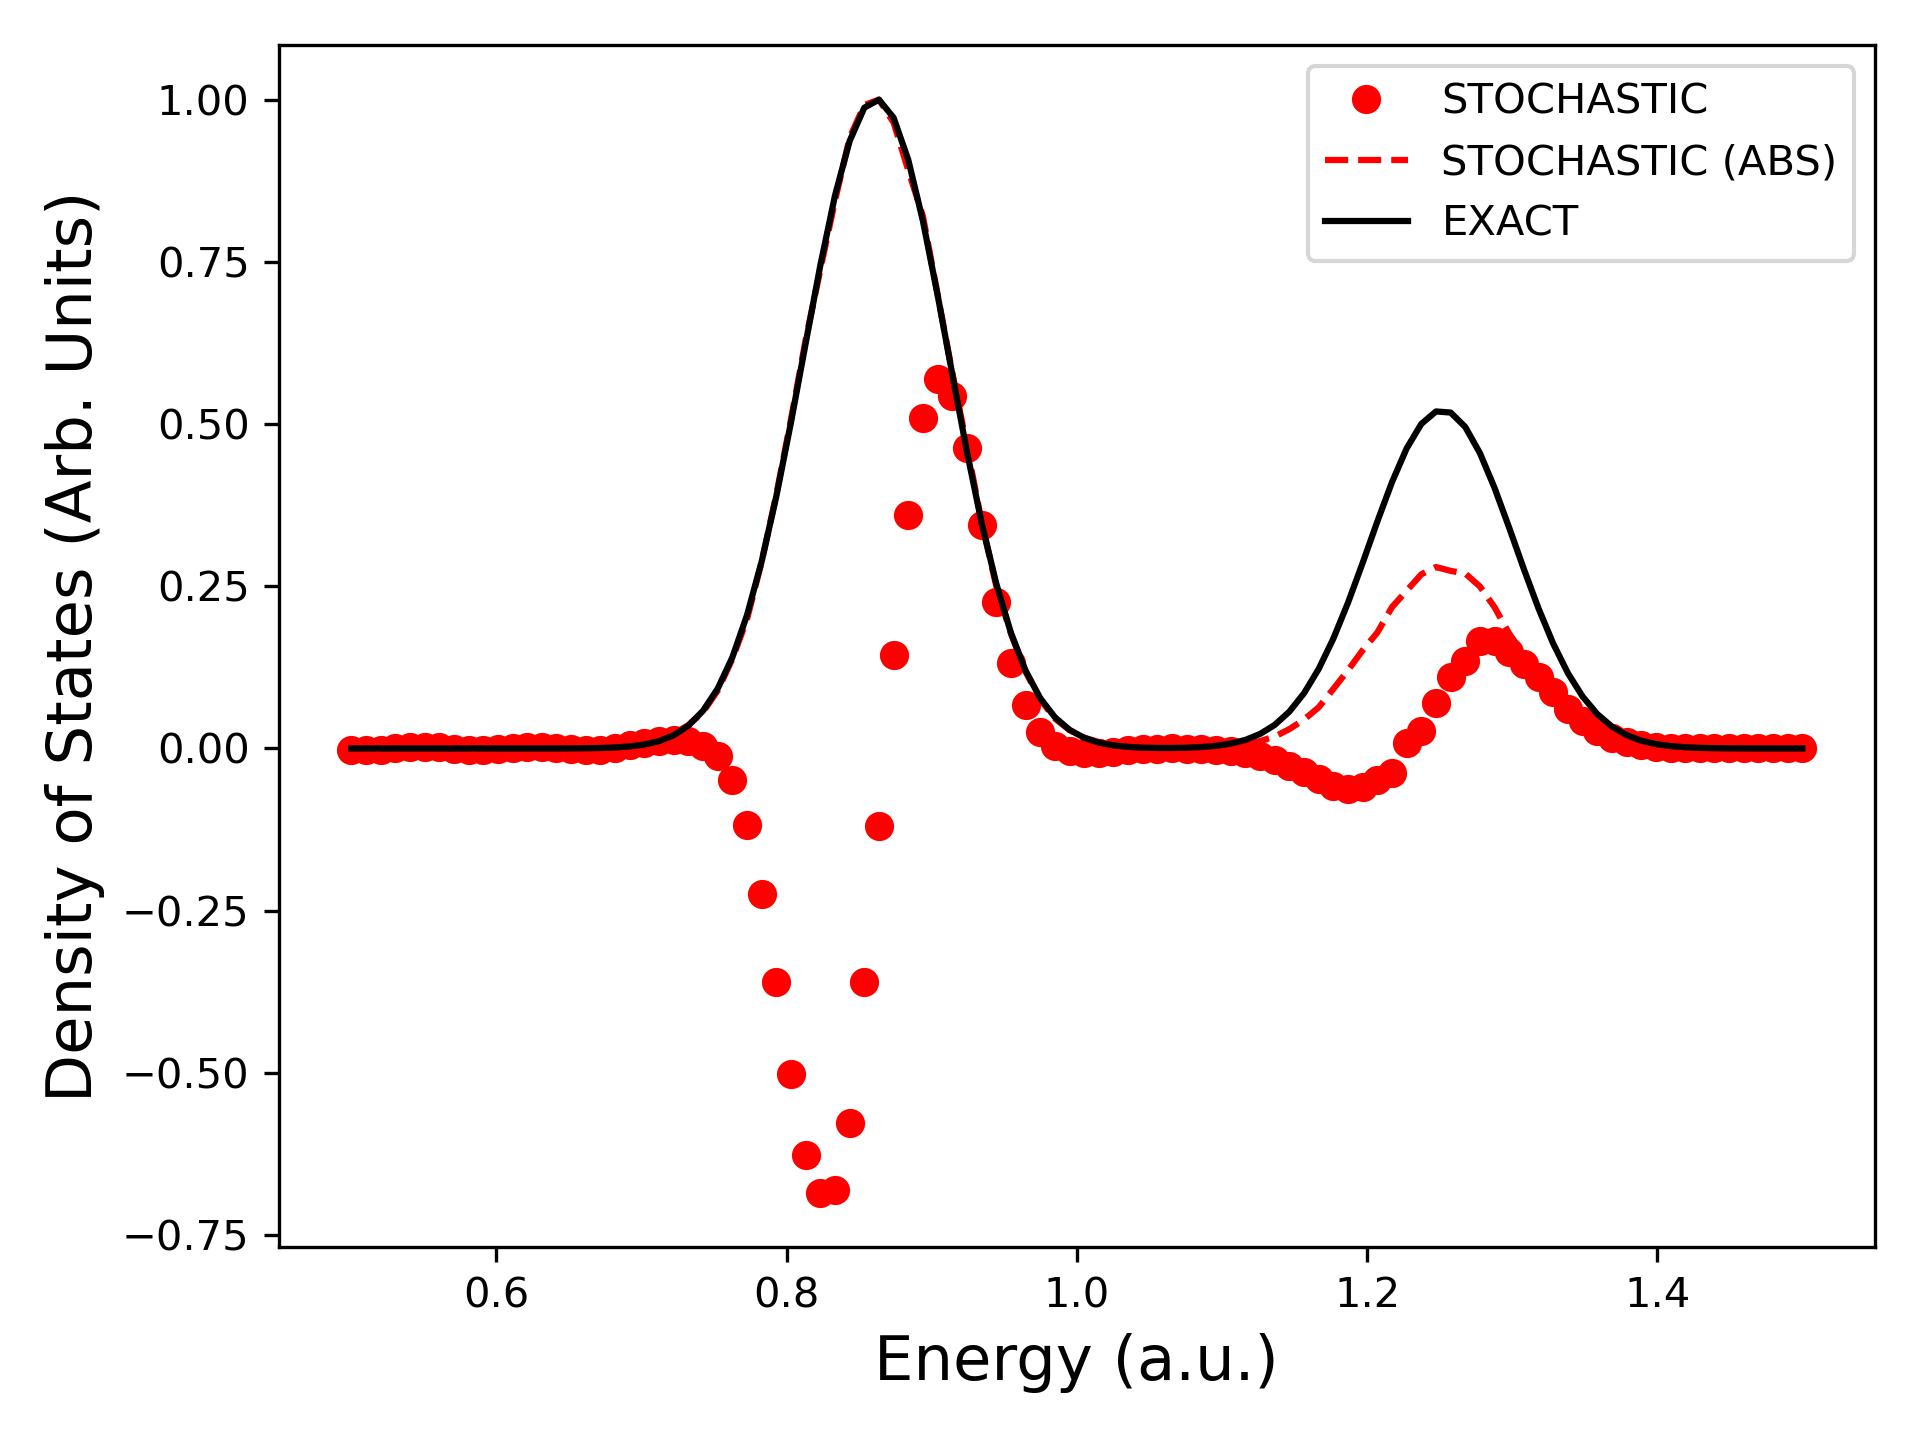 STOCHASTIC
STOCHASTIC (ABS)
EXACT
Density of States (Arb. Units)
1.00
0.75
0.50
0.25
0.00
−0.25
−0.50
−0.75
0.6 0.8 1.0 1.2 1.4
Energy (a.u.)